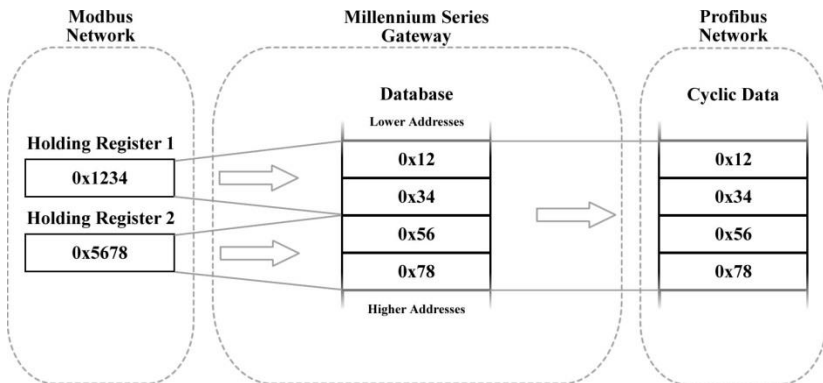 Modbus
Network
Millennium Series
Gateway
Profibus
Network
Database
Cyclic Data
Lower Addresses
Holding Register 1
0x1234
Holding Register 2
0x5678
0x12
0x34
0x56
0x78
Higher Addresses
0x12
0x34
0x56
0x78